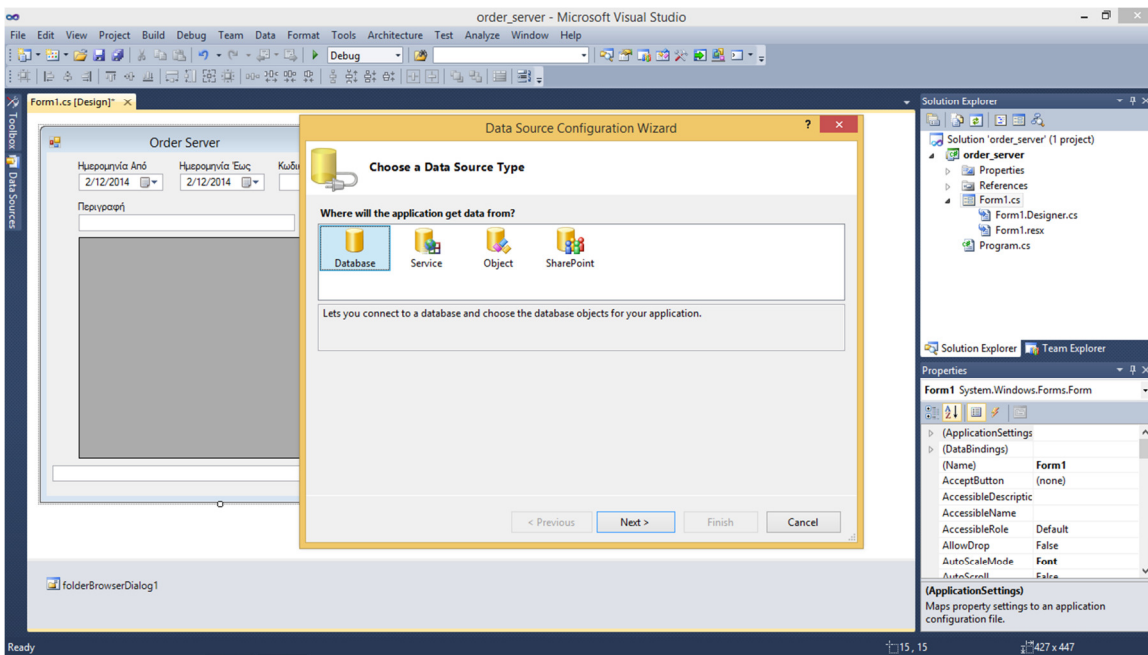 order_server - Microsoft Visual Studio
File Edit View Project Build Debug Team Data Format Tools Architecture Test Analyze Window Help
Debug
Form1.cs [Design]*
Toolbox
Data Sources
Order Server
Ημερομηνία Από Ημερομηνία Έως
2/12/2014 2/12/2014
Περιγραφή
folderBrowserDialog1
Data Source Configuration Wizard
Choose a Data Source Type
Where will the application get data from?
Database Service Object SharePoint
Lets you connect to a database and choose the database objects for your application.
< Previous Next > Finish Cancel
Solution Explorer
Solution 'order_server' (1 project)
order_server
Properties
References
Form1.cs
Form1.Designer.cs
Form1.resx
Program.cs
Solution Explorer Team Explorer
Properties
Form1 System.Windows.Forms.Form
(ApplicationSettings
(DataBindings)
(Name) Form1
AcceptButton (none)
AccessibleDescriptic
AccessibleName
AccessibleRole Default
AllowDrop False
AutoScaleMode Font
AutoScroll False
(ApplicationSettings)
Maps property settings to an application
configuration file.
Ready 15 , 15 427 x 447